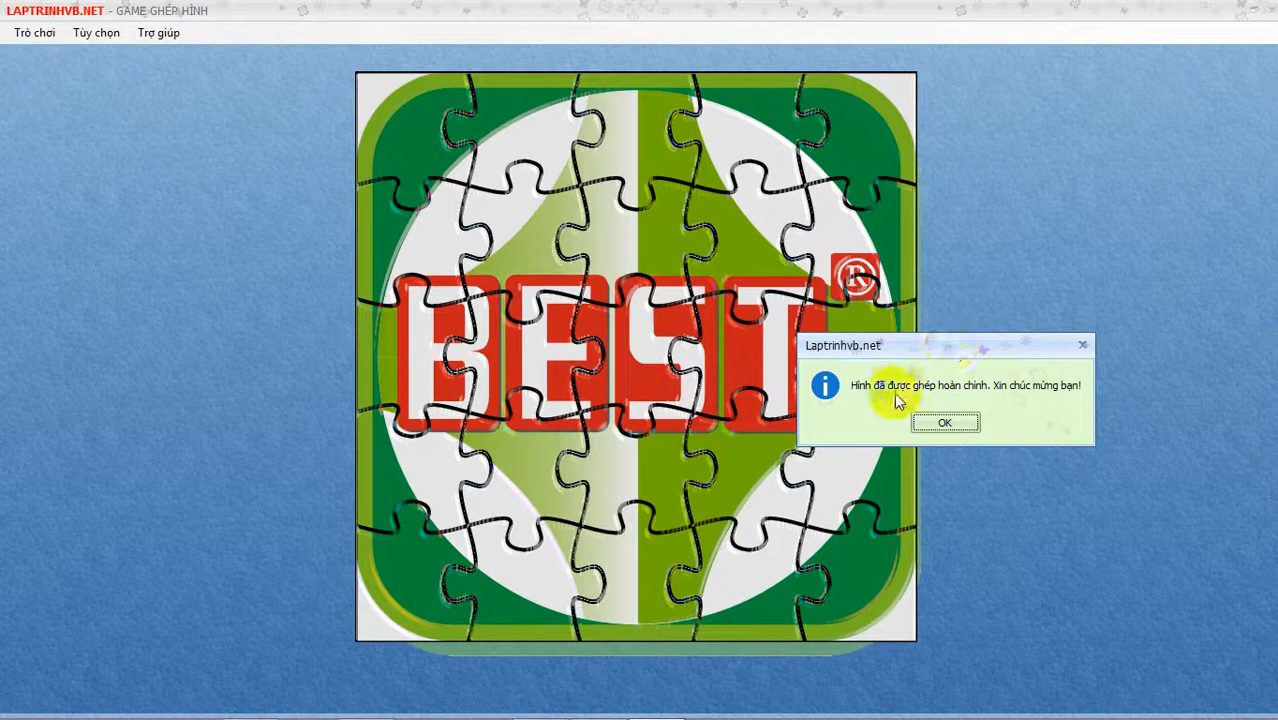 LAPTRINHVB.NET - GAME GHÉP HÌNH
Trò chơi Tùy chọn Trợ giúp
BEST®
Laptrinhvb.net
Hình đã được ghép hoàn chỉnh. Xin chúc mừng bạn!
OK